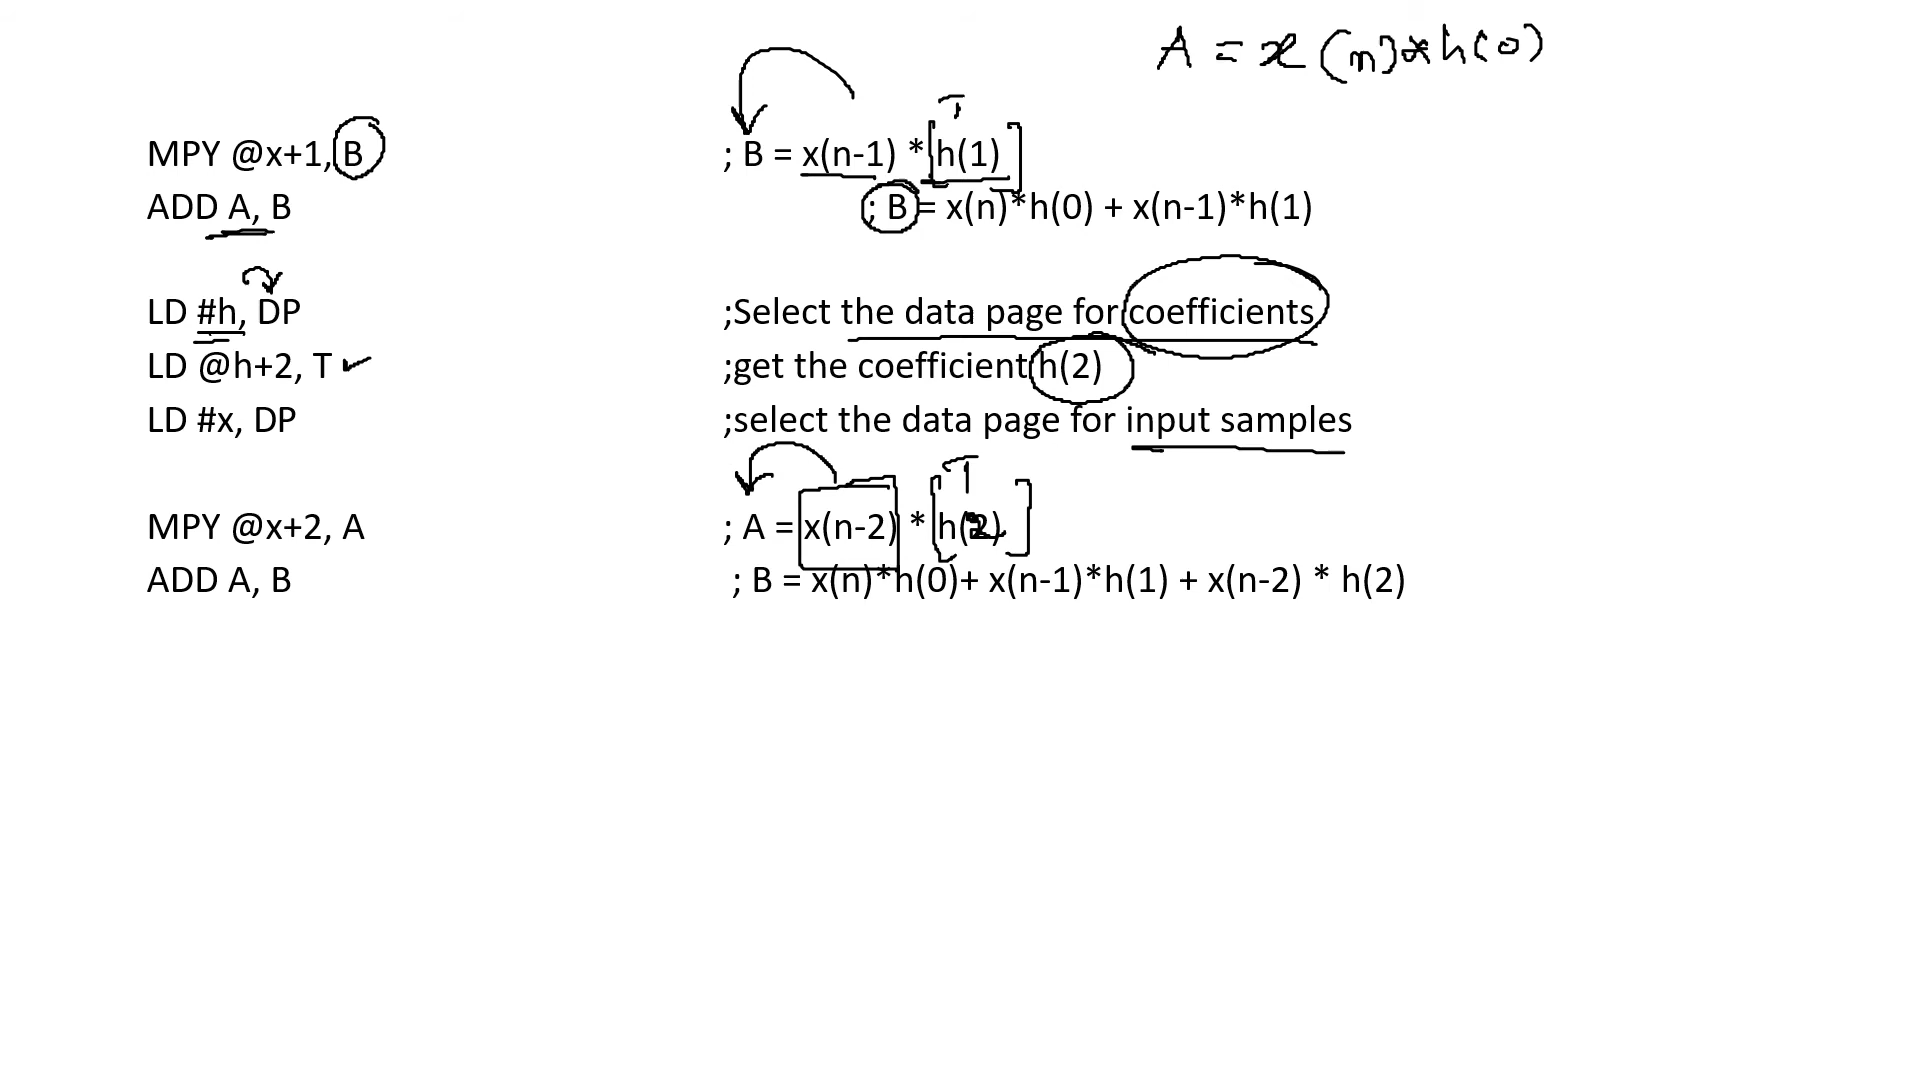 A = x(n)*h(0)
T
MPY @x+1, B ; B = x(n-1) * h(1)
ADD A, B ; B = x(n)*h(0) + x(n-1)*h(1)
LD #h, DP ;Select the data page for coefficients
LD @h+2, T ;get the coefficient h(2)
LD #x, DP ;select the data page for input samples
T
MPY @x+2, A ; A = x(n-2) * h(2)
ADD A, B ; B = x(n)*h(0)+ x(n-1)*h(1) + x(n-2) * h(2)